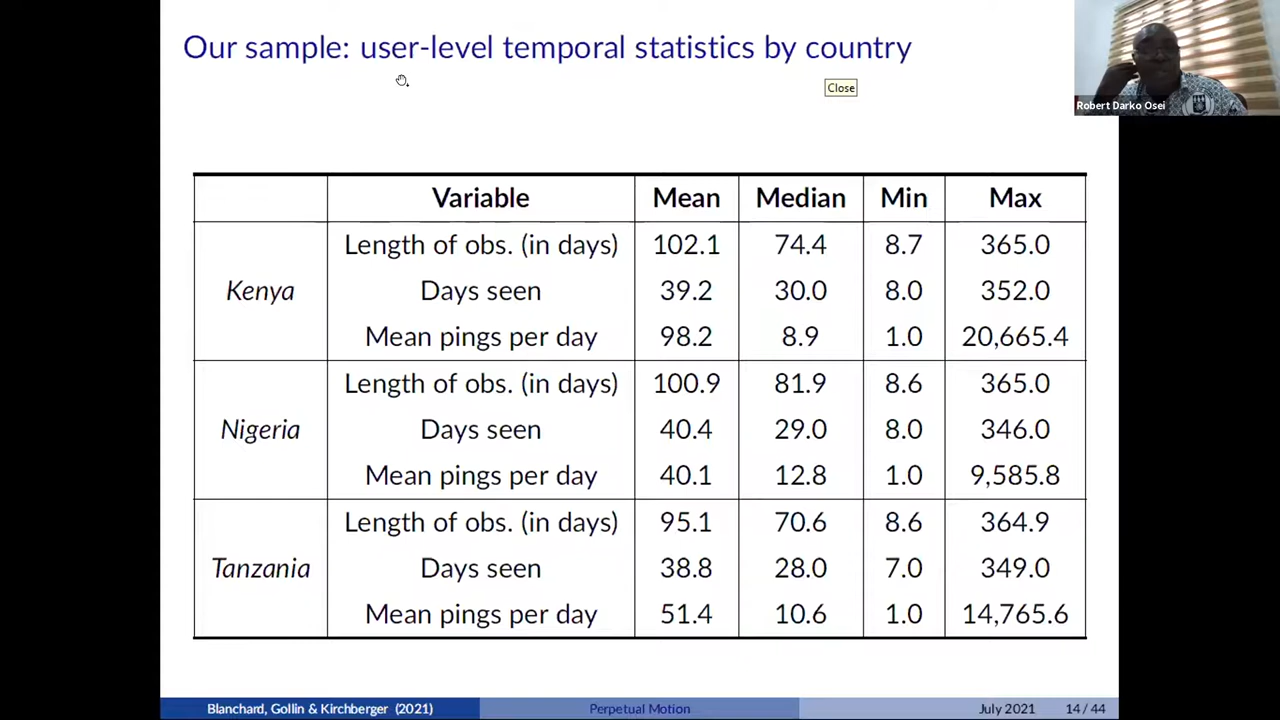 Our sample: user-level temporal statistics by country
Close
Robert Darko Osei
Variable Mean Median Min Max
Kenya
Length of obs. (in days) 102.1 74.4 8.7 365.0
Days seen 39.2 30.0 8.0 352.0
Mean pings per day 98.2 8.9 1.0 20,665.4
Nigeria
Length of obs. (in days) 100.9 81.9 8.6 365.0
Days seen 40.4 29.0 8.0 346.0
Mean pings per day 40.1 12.8 1.0 9,585.8
Tanzania
Length of obs. (in days) 95.1 70.6 8.6 364.9
Days seen 38.8 28.0 7.0 349.0
Mean pings per day 51.4 10.6 1.0 14,765.6
Blanchard, Gollin & Kirchberger (2021) Perpetual Motion July 2021 14 / 44